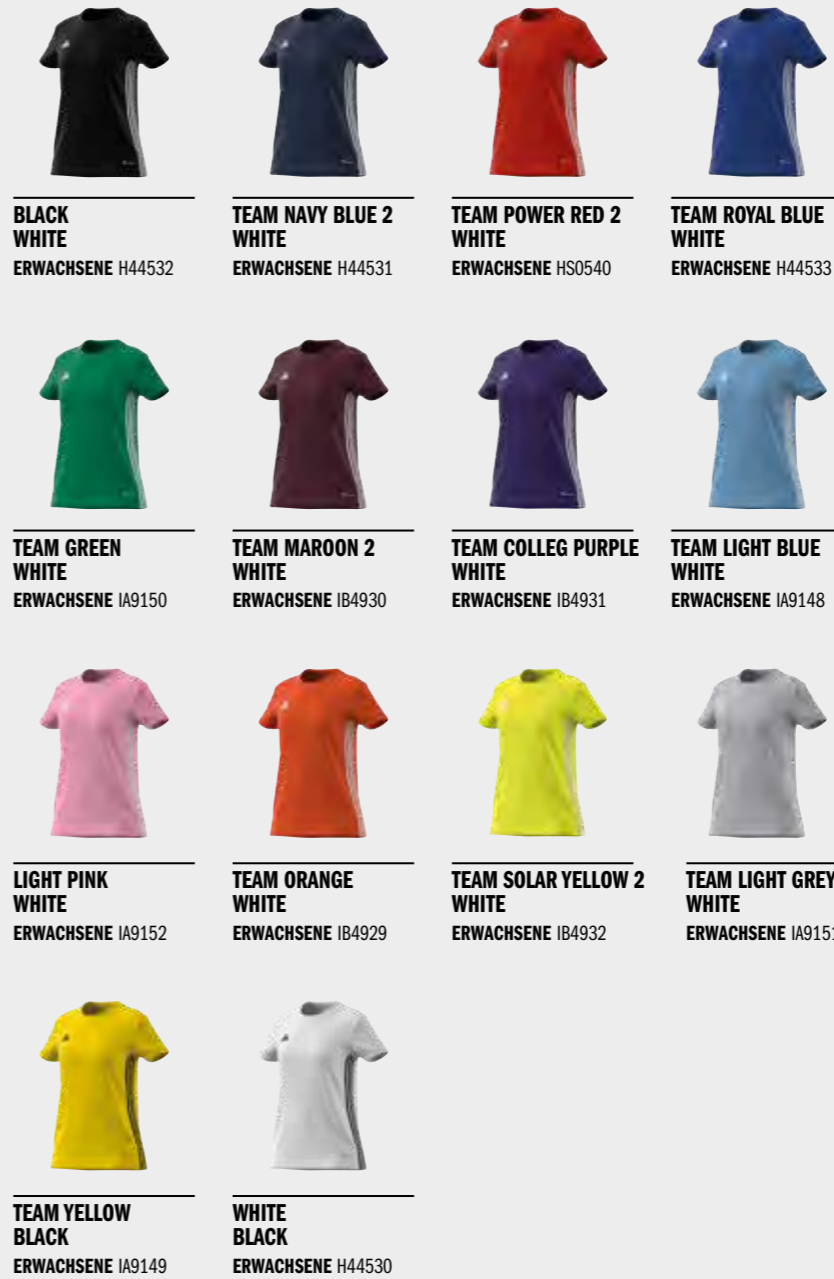 BLACK
WHITE
ERWACHSENE H44532
TEAM NAVY BLUE 2
WHITE
ERWACHSENE H44531
TEAM POWER RED 2
WHITE
ERWACHSENE HS0540
TEAM ROYAL BLUE
WHITE
ERWACHSENE H44533
TEAM GREEN
WHITE
ERWACHSENE IA9150
TEAM MAROON 2
WHITE
ERWACHSENE IB4930
TEAM COLLEG PURPLE
WHITE
ERWACHSENE IB4931
TEAM LIGHT BLUE
WHITE
ERWACHSENE IA9148
LIGHT PINK
WHITE
ERWACHSENE IA9152
TEAM ORANGE
WHITE
ERWACHSENE IB4929
TEAM SOLAR YELLOW 2
WHITE
ERWACHSENE IB4932
TEAM LIGHT GREY
WHITE
ERWACHSENE IA9151
TEAM YELLOW
BLACK
ERWACHSENE IA9149
WHITE
BLACK
ERWACHSENE H44530